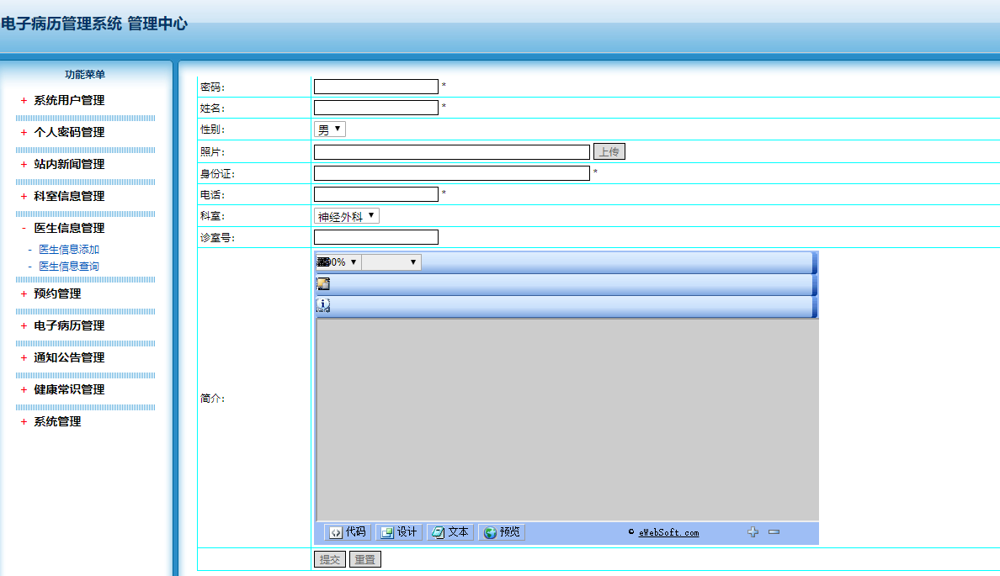 电子病历管理系统 管理中心
功能菜单
+ 系统用户管理
+ 个人密码管理
+ 站内新闻管理
+ 科室信息管理
- 医生信息管理
- 医生信息添加
- 医生信息查询
+ 预约管理
+ 电子病历管理
+ 通知公告管理
+ 健康常识管理
+ 系统管理
密码: *
姓名: *
性别: 男
照片: 上传
身份证: *
电话: *
科室: 神经外科
诊室号:
简介:
代码 设计 文本 预览 © eWebSoft.com
提交 重置